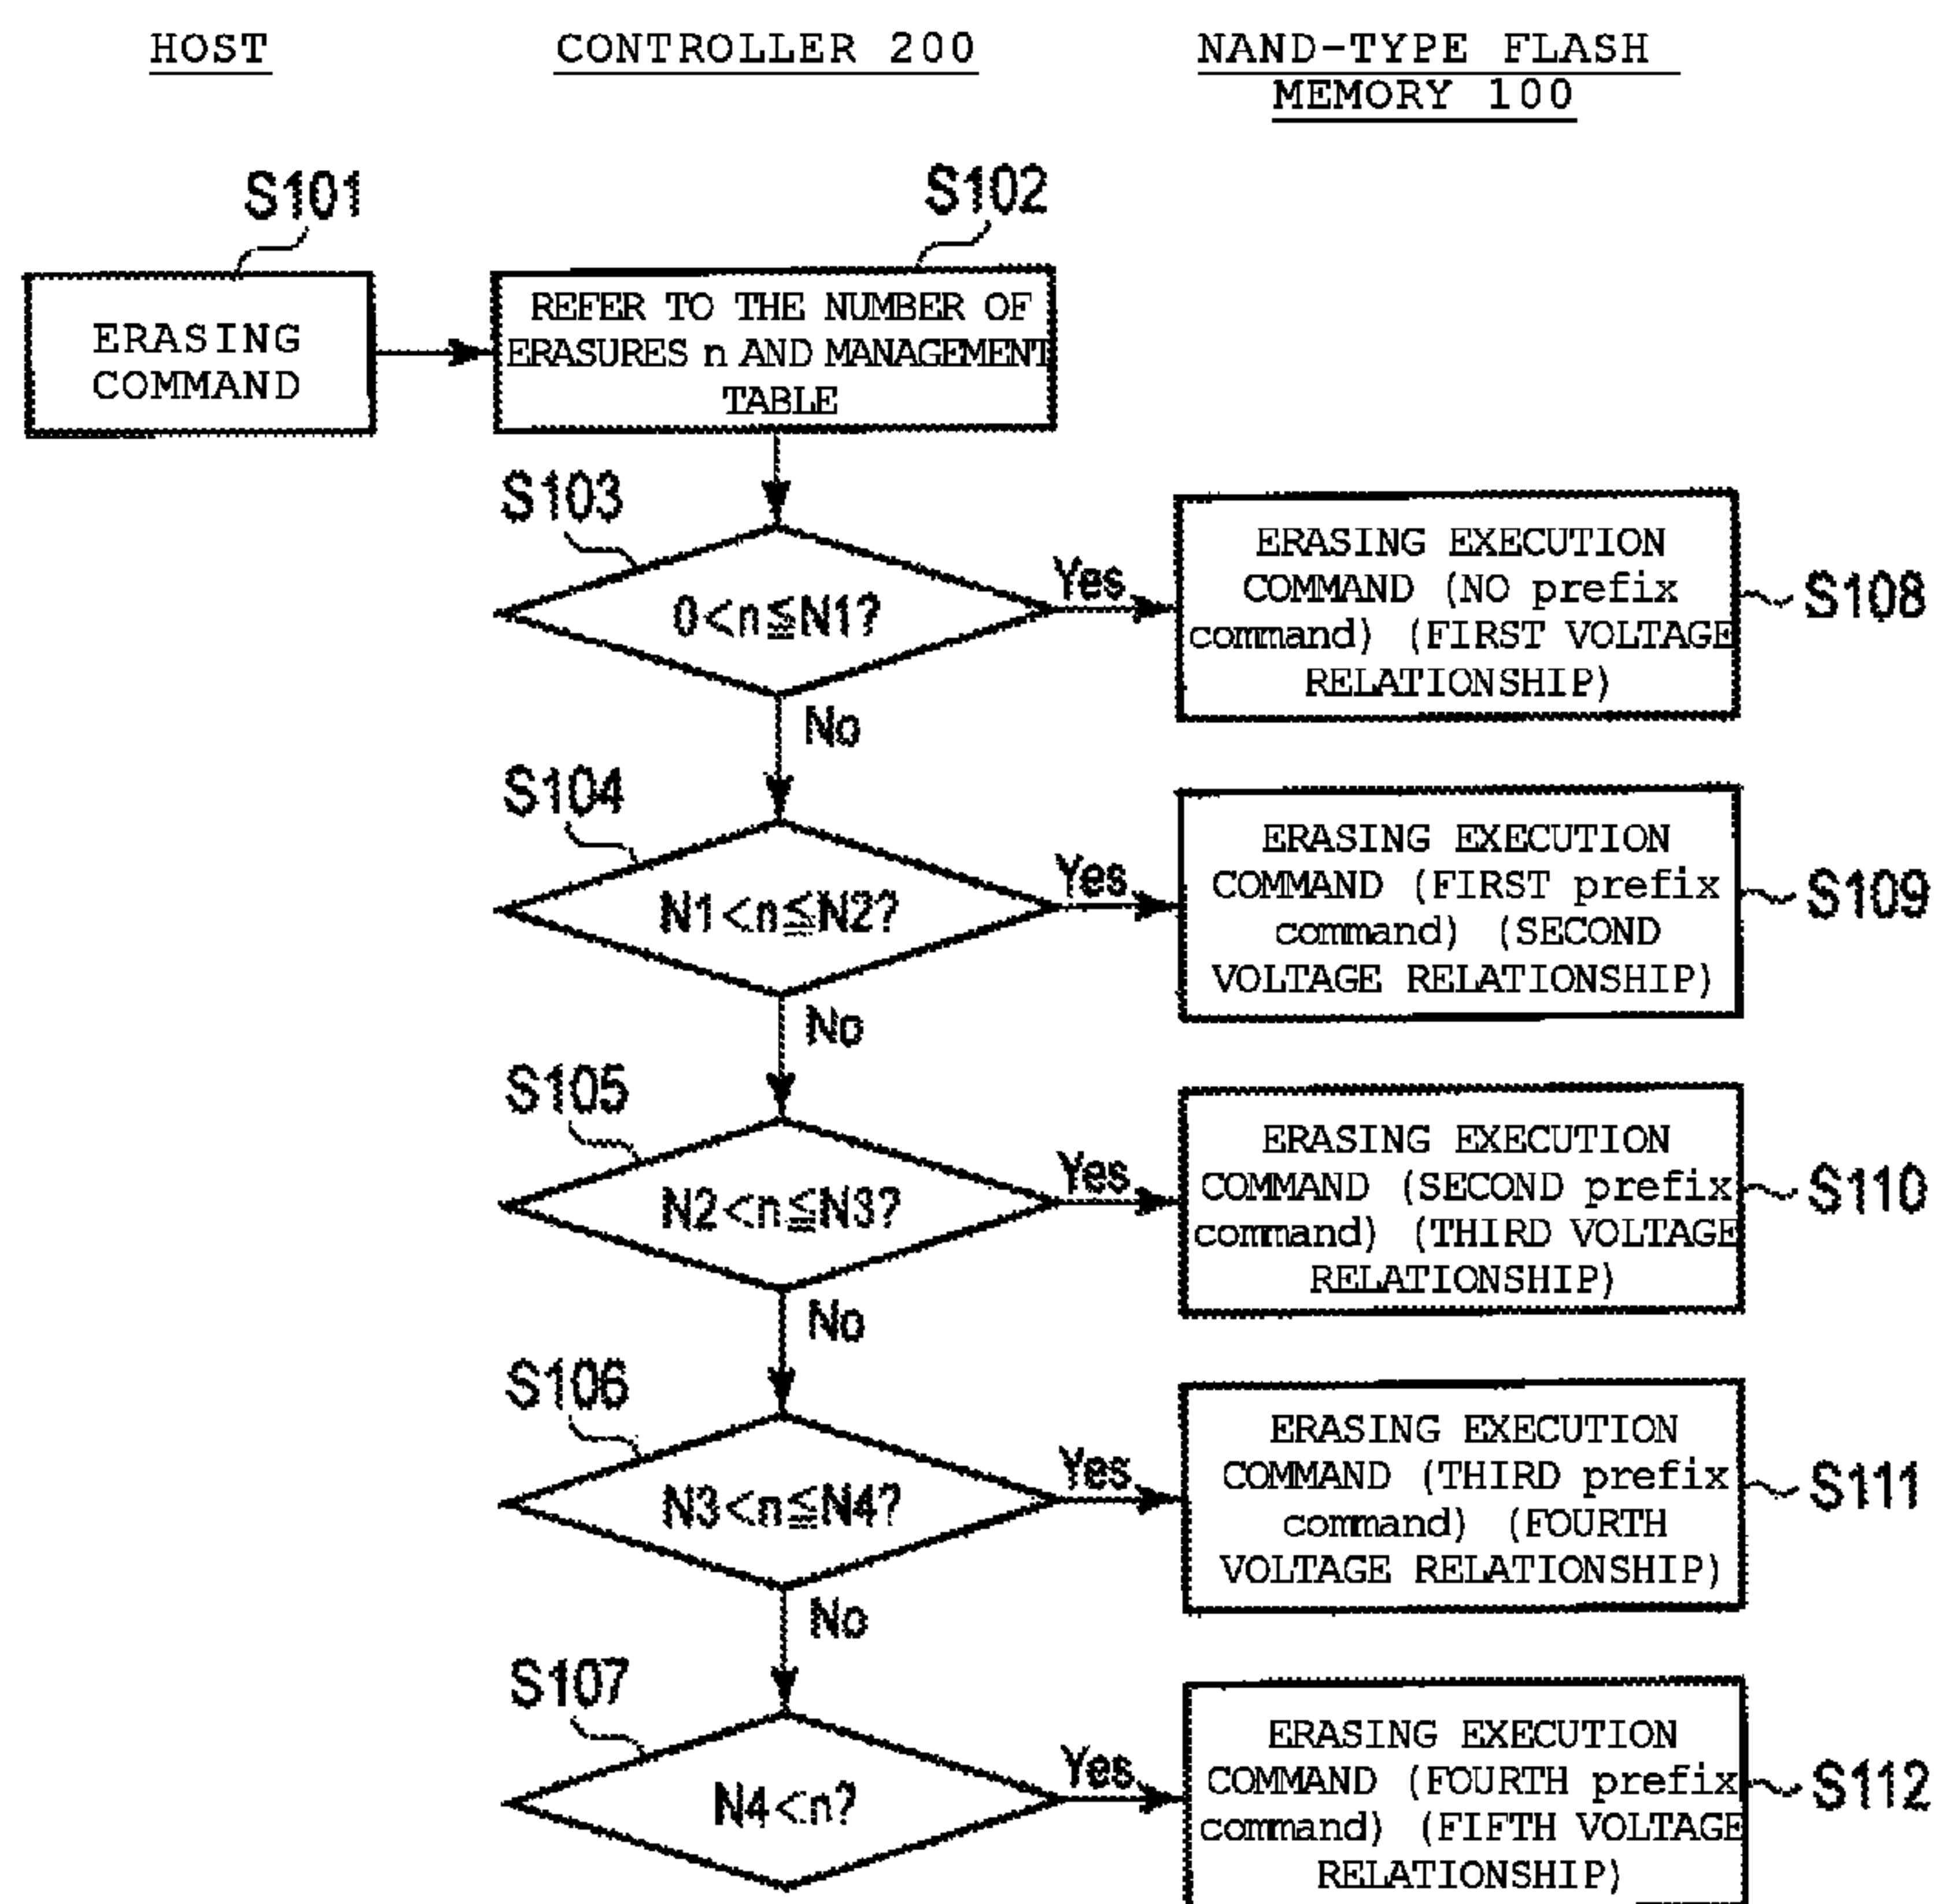 HOST
CONTROLLER 200
NAND-TYPE FLASH
MEMORY 100
S101
S102
ERASING
COMMAND
REFER TO THE NUMBER OF
ERASURES n AND MANAGEMENT
TABLE
S103
0<n≦N1?
Yes
No
ERASING EXECUTION
COMMAND (NO prefix
command) (FIRST VOLTAGE
RELATIONSHIP)
S108
S104
N1<n≦N2?
Yes
No
ERASING EXECUTION
COMMAND (FIRST prefix
command) (SECOND
VOLTAGE RELATIONSHIP)
S109
S105
N2<n≦N3?
Yes
No
ERASING EXECUTION
COMMAND (SECOND prefix
command) (THIRD VOLTAGE
RELATIONSHIP)
S110
S106
N3<n≦N4?
Yes
No
ERASING EXECUTION
COMMAND (THIRD prefix
command) (FOURTH
VOLTAGE RELATIONSHIP)
S111
S107
N4<n?
Yes
ERASING EXECUTION
COMMAND (FOURTH prefix
command) (FIFTH VOLTAGE
RELATIONSHIP)
S112